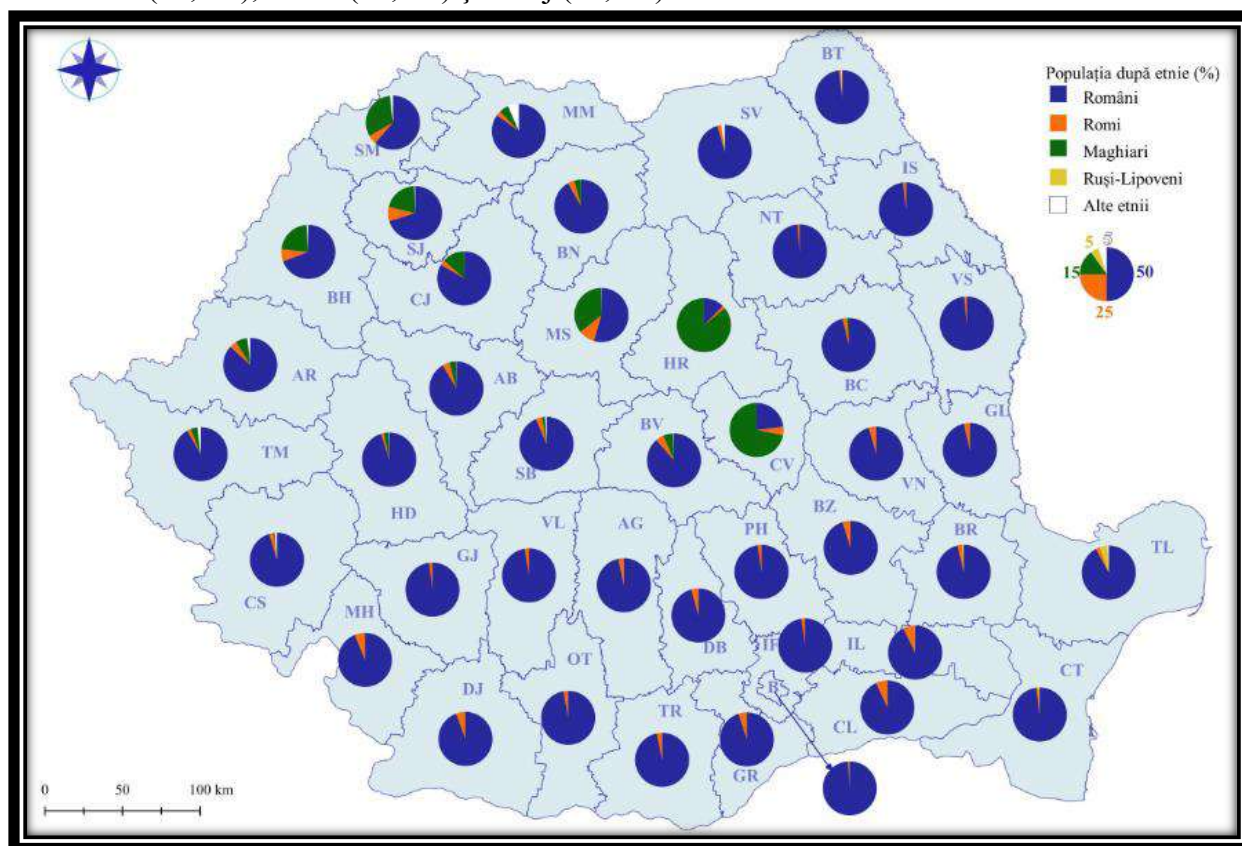 Populația după etnie (%)
Români
Romi
Maghiari
Ruși-Lipoveni
Alte etnii
5
5
15
50
25
BT
MM
SV
SM
IS
SJ
BN
NT
BH
CJ
VS
MS
HR
BC
AR
AB
GL
BV
TM
SB
CV
VN
HD
VL
AG
PH
BZ
BR
TL
GJ
CS
MH
DB
IF
IL
OT
B
CT
DJ
TR
CL
GR
0
50
100 km